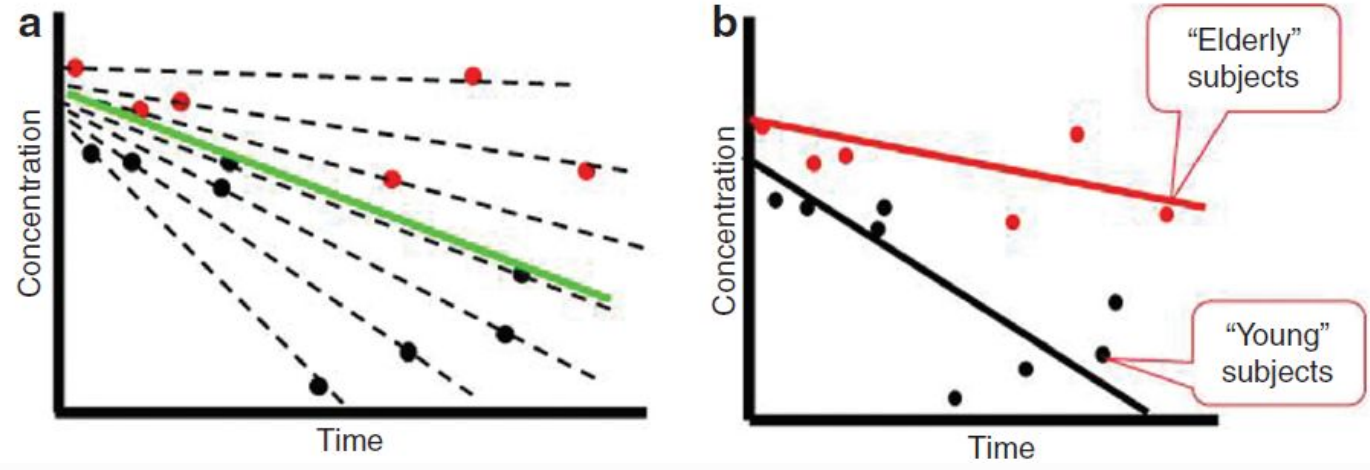 a
Concentration
Time
b
Concentration
Time
“Elderly”
subjects
“Young”
subjects